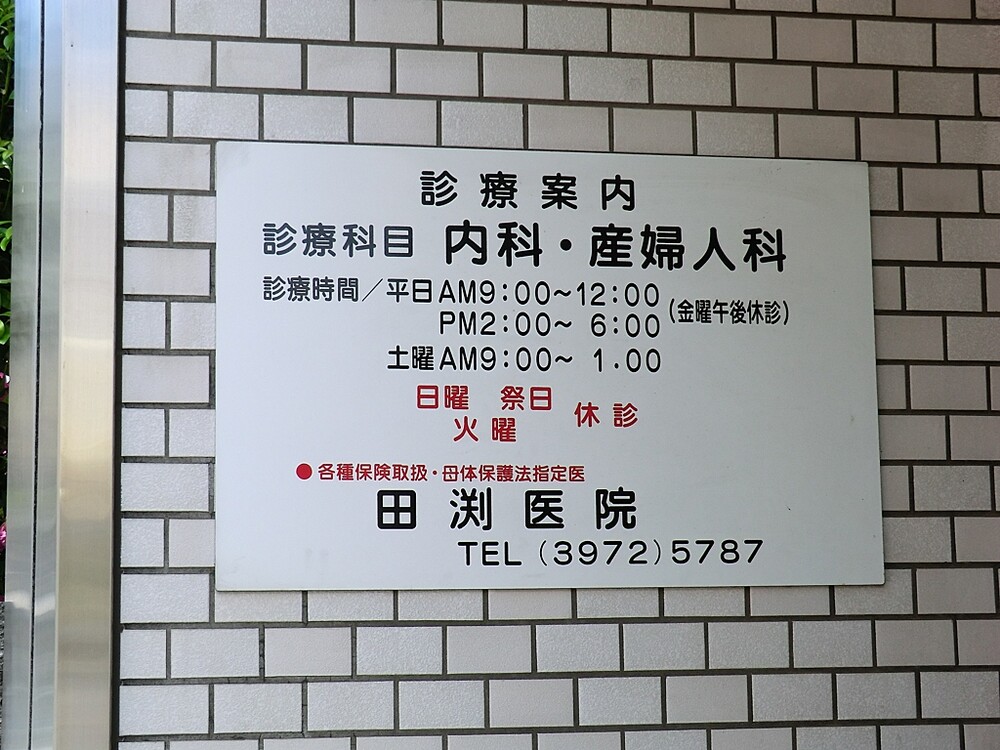 診療案内
診療科目 内科・産婦人科
診療時間／平日AM9:00～12:00
PM2:00～ 6:00 (金曜午後休診)
土曜AM9:00～ 1.00
日曜 祭日
火曜 休診
●各種保険取扱・母体保護法指定医
田渕医院
TEL (3972)5787